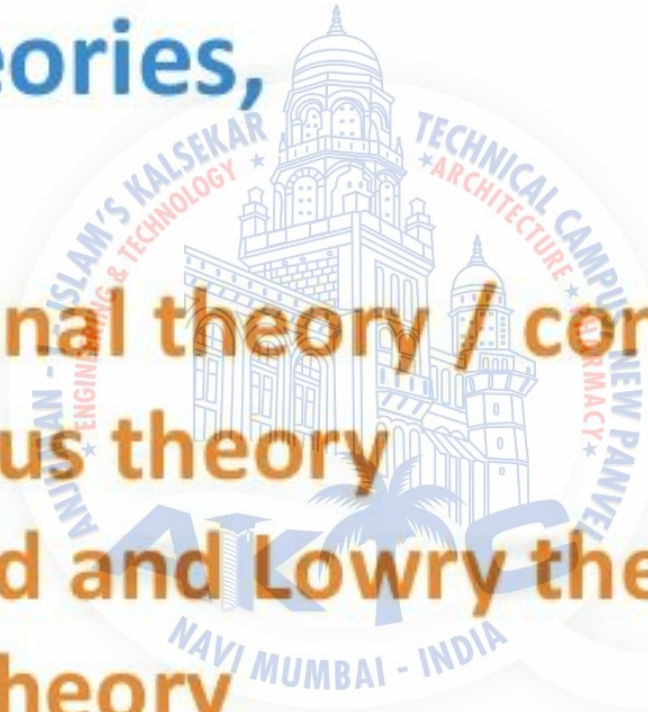 eories,
ANJUMAN - I - ISLAM'S KALSEKAR TECHNICAL CAMPUS NEW PANVEL
ENGINEERING & TECHNOLOGY ★ ★ ARCHITECTURE ★ PHARMACY ★
nal theory / con
us theory
d and Lowry the
heory
AKTC
NAVI MUMBAI - INDIA